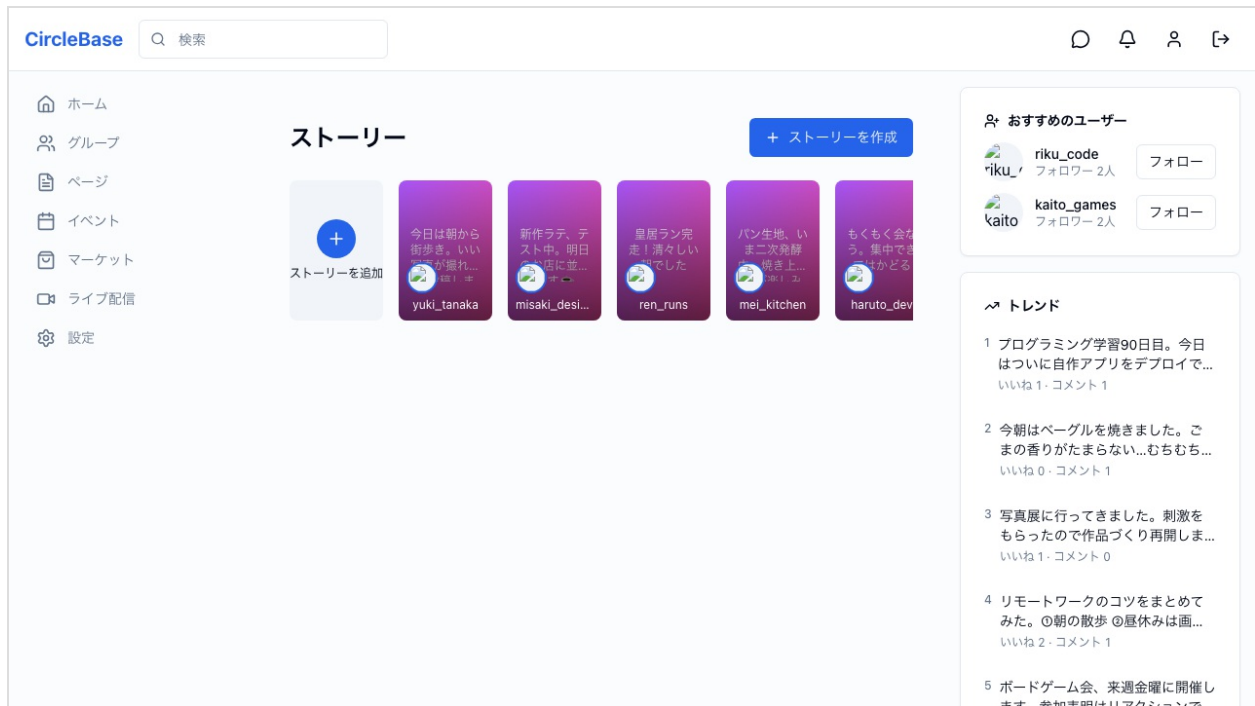 CircleBase
検索
ホーム
グループ
ページ
イベント
マーケット
ライブ配信
設定
ストーリー
ストーリーを作成
ストーリーを追加
今日は朝から
街歩き。いい
yuki_tanaka
新作ラテ、テ
スト中。明日
misaki_desi...
皇居ラン完
走！清々しい
朝でした
ren_runs
パン生地、い
ま二次発酵
mei_kitchen
もくもく会な
う。集中でき
てはかどる
haruto_dev
おすすめのユーザー
riku_code
フォロワー 2人
フォロー
kaito_games
フォロワー 2人
フォロー
トレンド
1 プログラミング学習90日目。今日
はついに自作アプリをデプロイで...
いいね 1 · コメント 1
2 今朝はベーグルを焼きました。ご
まの香りがたまらない…むちむち...
いいね 0 · コメント 1
3 写真展に行ってきました。刺激を
もらったので作品づくり再開しま...
いいね 1 · コメント 0
4 リモートワークのコツをまとめて
みた。①朝の散歩 ②昼休みは画...
いいね 2 · コメント 1
5 ボードゲーム会、来週金曜に開催し